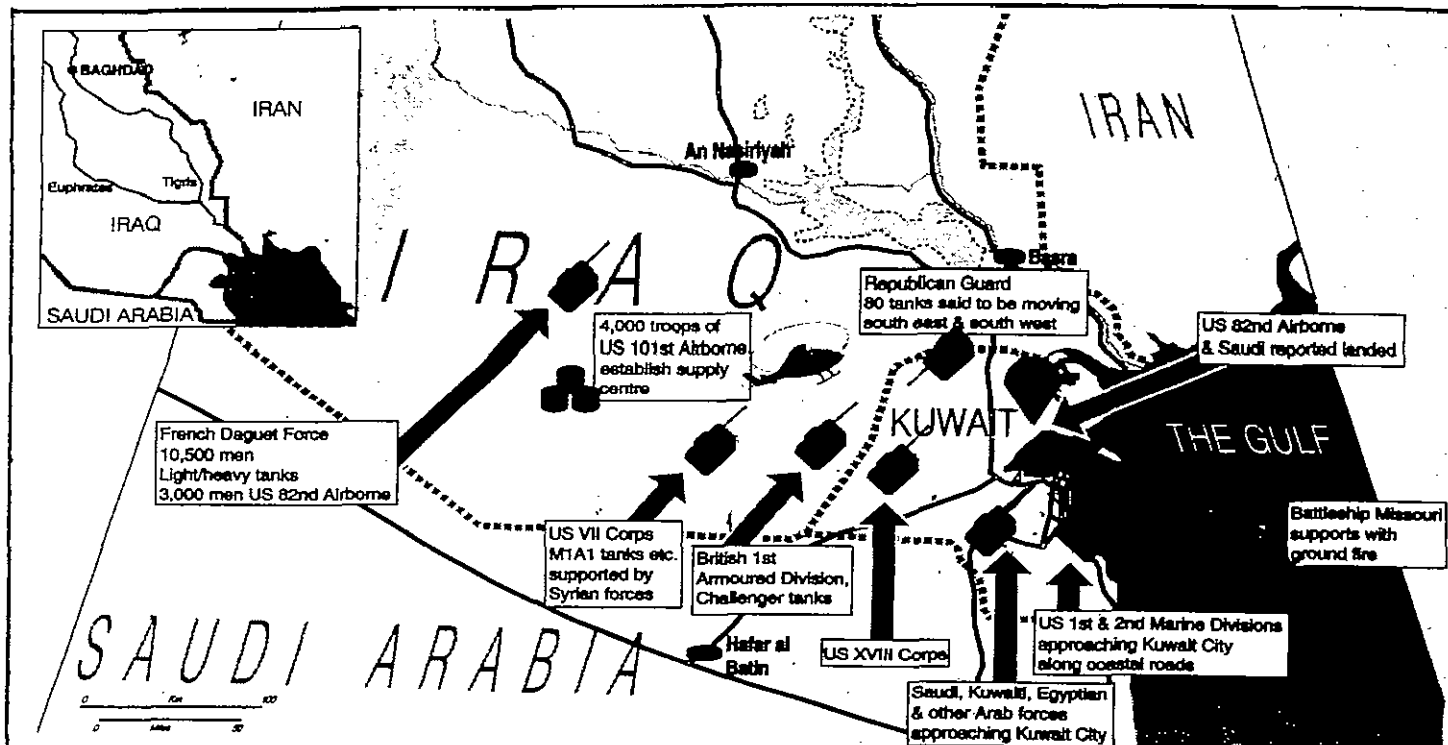 BAGHDAD
IRAN
Euphrates
Tigris
IRAQ
SAUDI ARABIA
IRAN
An Nasiriyah
IRAQ
Basra
Republican Guard
80 tanks said to be moving
south east & south west
4,000 troops of
US 101st Airborne
establish supply
centre
US 82nd Airborne
& Saudi reported landed
KUWAIT
THE GULF
French Daguet Force
10,500 men
Light/heavy tanks
3,000 men US 82nd Airborne
US VII Corps
M1A1 tanks etc.
supported by
Syrian forces
British 1st
Armoured Division,
Challenger tanks
Battleship Missouri
supports with
ground fire
SAUDI ARABIA
Hafar al
Batin
US XVIII Corps
US 1st & 2nd Marine Divisions
approaching Kuwait City
along coastal roads
Saudi, Kuwaiti, Egyptian
& other Arab forces
approaching Kuwait City
0 Km 100
0 Miles 50